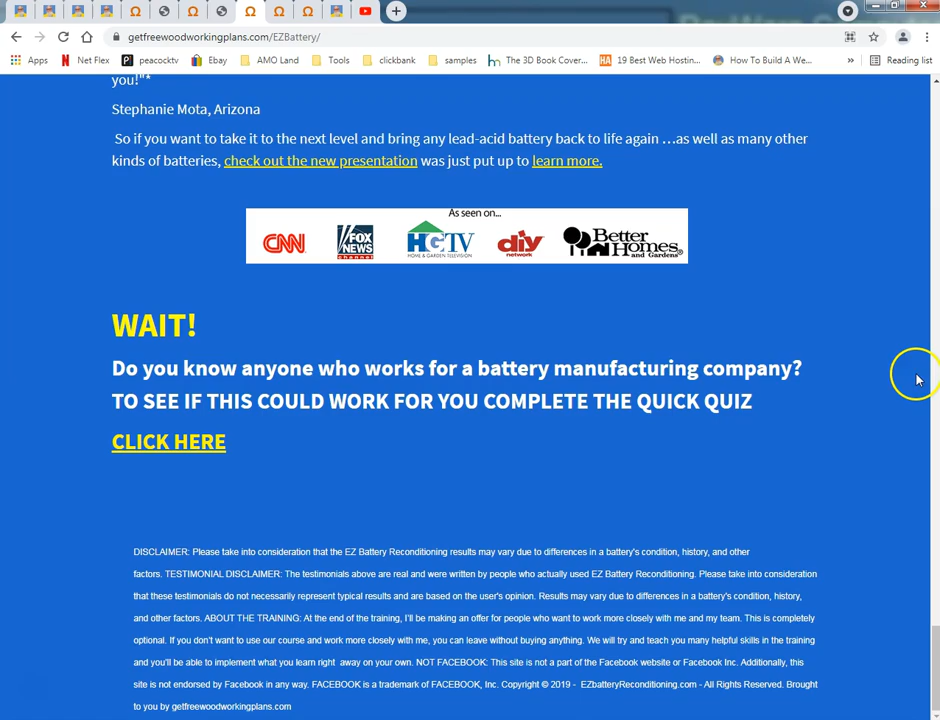 getfreewoodworkingplans.com/EZBattery/
Apps Net Flex peacocktv Ebay AMO Land Tools clickbank samples The 3D Book Cover... 19 Best Web Hostin... How To Build A We... » Reading list
you!"*
Stephanie Mota, Arizona
So if you want to take it to the next level and bring any lead-acid battery back to life again …as well as many other
kinds of batteries, check out the new presentation was just put up to learn more.
As seen on...
CNN FOX NEWS channel HGTV HOME & GARDEN TELEVISION diy network Better Homes and Gardens
WAIT!
Do you know anyone who works for a battery manufacturing company?
TO SEE IF THIS COULD WORK FOR YOU COMPLETE THE QUICK QUIZ
CLICK HERE
DISCLAIMER: Please take into consideration that the EZ Battery Reconditioning results may vary due to differences in a battery's condition, history, and other
factors. TESTIMONIAL DISCLAIMER: The testimonials above are real and were written by people who actually used EZ Battery Reconditioning. Please take into consideration
that these testimonials do not necessarily represent typical results and are based on the user's opinion. Results may vary due to differences in a battery's condition, history,
and other factors. ABOUT THE TRAINING: At the end of the training, I'll be making an offer for people who want to work more closely with me and my team. This is completely
optional. If you don't want to use our course and work more closely with me, you can leave without buying anything. We will try and teach you many helpful skills in the training
and you'll be able to implement what you learn right away on your own. NOT FACEBOOK: This site is not a part of the Facebook website or Facebook Inc. Additionally, this
site is not endorsed by Facebook in any way. FACEBOOK is a trademark of FACEBOOK, Inc. Copyright © 2019 - EZbatteryReconditioning.com - All Rights Reserved. Brought
to you by getfreewoodworkingplans.com